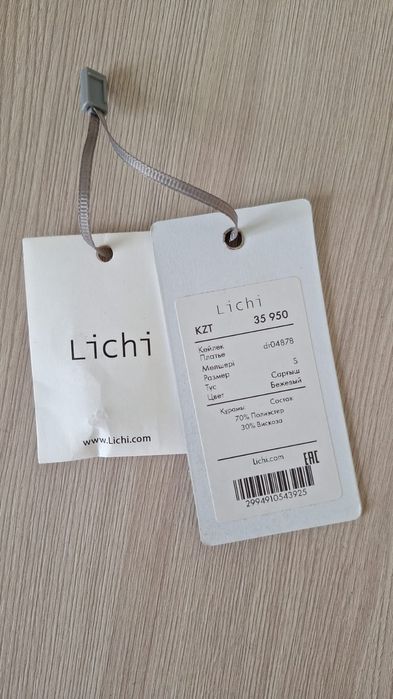 Lichi
www.Lichi.com
Lichi
KZT 35 950
Көйлек
Платье di04878
Мөлшері
Размер S
Түс Сарғыш
Цвет Бежевый
Құрамы Состав
70% Полиэстер
30% Вискоза
Lichi.com EAC
2994910543925